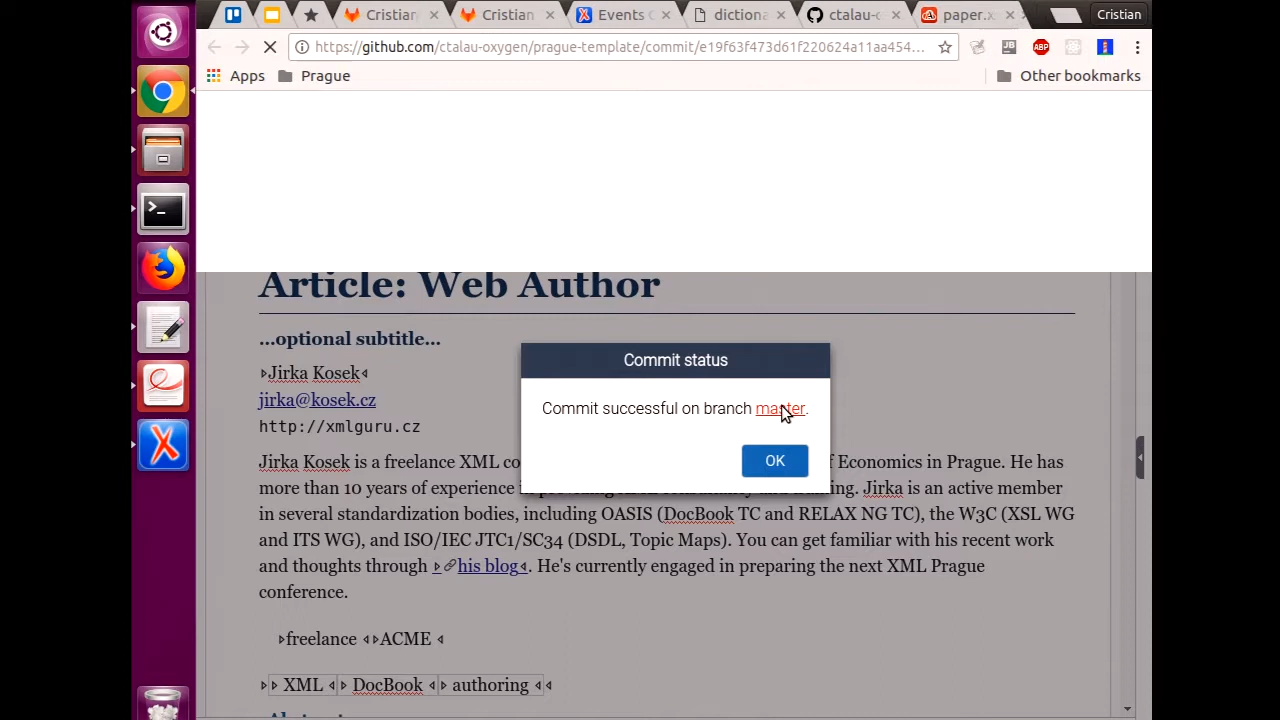 Cristian
Cristian
Events C
dictiona
ctalau-o
paper.x
Cristian
https://github.com/ctalau-oxygen/prague-template/commit/e19f63f473d61f220624a11aa454...
JB
ABP
Apps
Prague
Other bookmarks
Article: Web Author
...optional subtitle...
Jirka Kosek
jirka@kosek.cz
http://xmlguru.cz
Commit status
Commit successful on branch master.
OK
Jirka Kosek is a freelance XML co of Economics in Prague. He has
more than 10 years of experience Jirka is an active member
in several standardization bodies, including OASIS (DocBook TC and RELAX NG TC), the W3C (XSL WG
and ITS WG), and ISO/IEC JTC1/SC34 (DSDL, Topic Maps). You can get familiar with his recent work
and thoughts through his blog. He's currently engaged in preparing the next XML Prague
conference.
freelance ACME
XML DocBook authoring